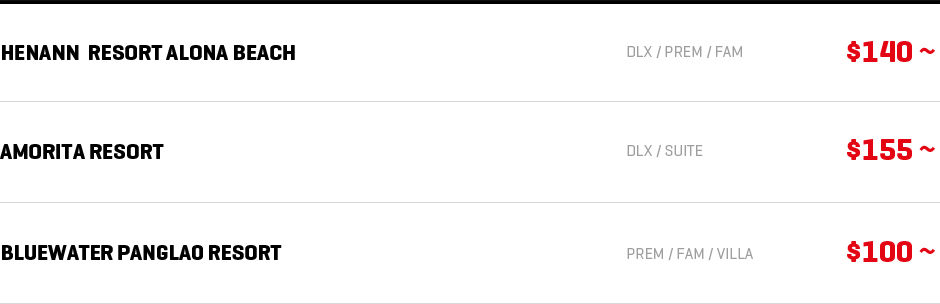 HENANN RESORT ALONA BEACH DLX / PREM / FAM $140 ~
AMORITA RESORT DLX / SUITE $155 ~
BLUEWATER PANGLAO RESORT PREM / FAM / VILLA $100 ~